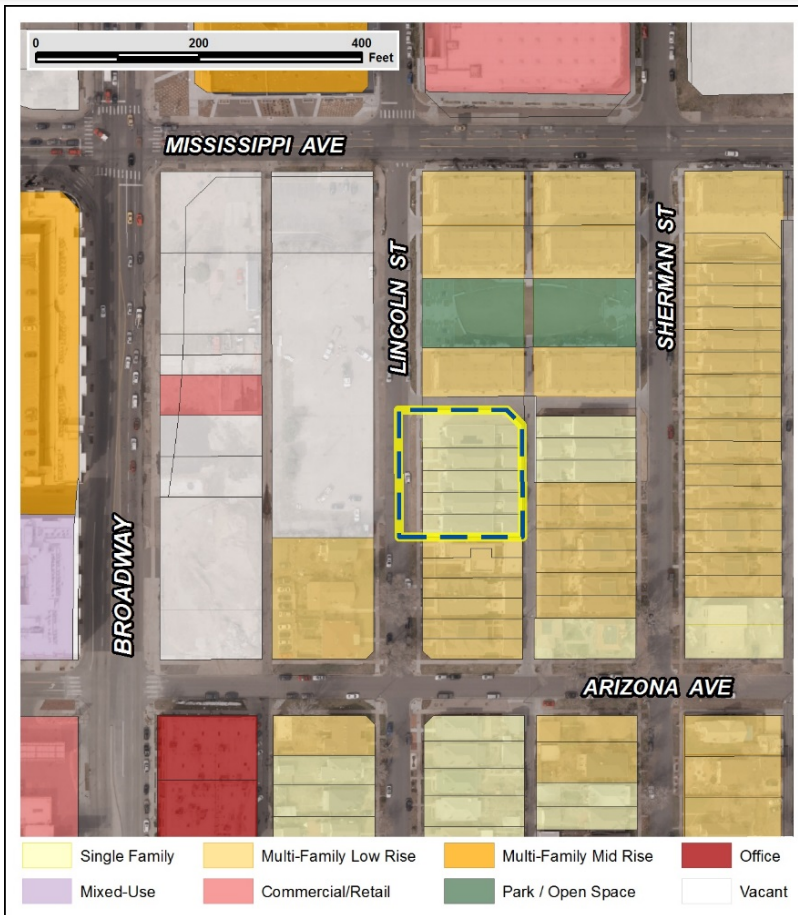 0 200 400
Feet
MISSISSIPPI AVE
LINCOLN ST
SHERMAN ST
BROADWAY
ARIZONA AVE
Single Family Multi-Family Low Rise Multi-Family Mid Rise Office
Mixed-Use Commercial/Retail Park / Open Space Vacant